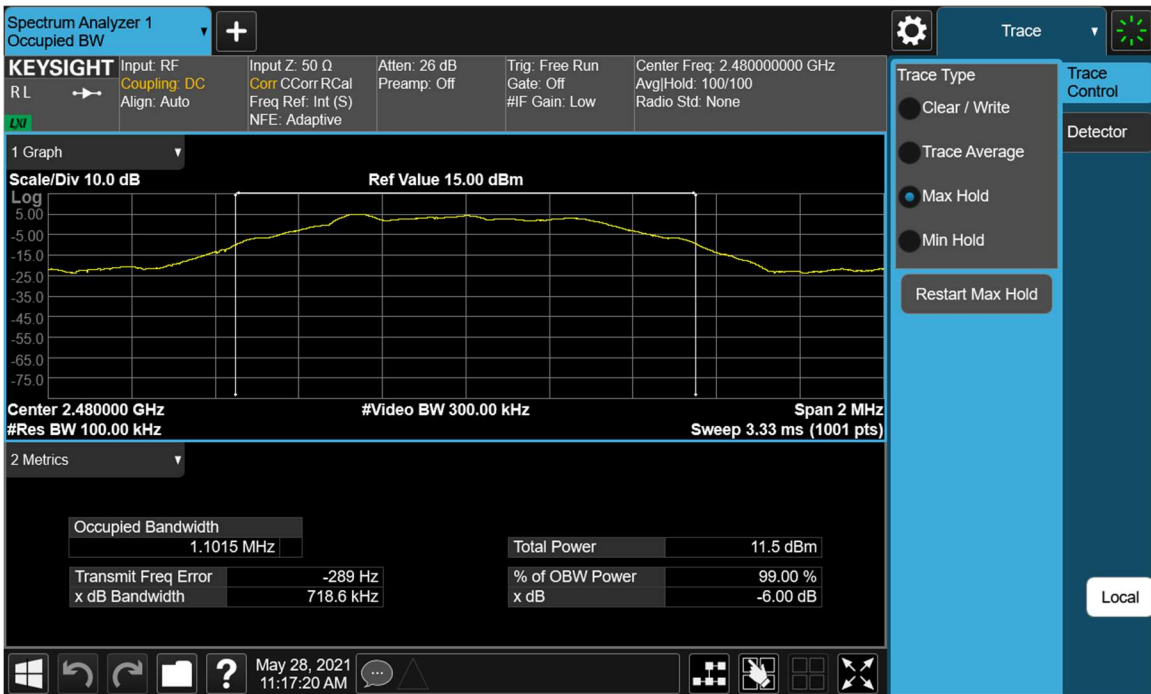 Spectrum Analyzer 1
Occupied BW
+
Trace
KEYSIGHT
RL
LXI
Input: RF
Coupling: DC
Align: Auto
Input Z: 50 Ω
Corr CCorr RCal
Freq Ref: Int (S)
NFE: Adaptive
Atten: 26 dB
Preamp: Off
Trig: Free Run
Gate: Off
#IF Gain: Low
Center Freq: 2.480000000 GHz
Avg|Hold: 100/100
Radio Std: None
Trace Type
Clear / Write
Trace Average
Max Hold
Min Hold
Restart Max Hold
Trace
Control
Detector
1 Graph
Scale/Div 10.0 dB
Ref Value 15.00 dBm
Log
5.00
-5.00
-15.0
-25.0
-35.0
-45.0
-55.0
-65.0
-75.0
Center 2.480000 GHz
#Video BW 300.00 kHz
Span 2 MHz
#Res BW 100.00 kHz
Sweep 3.33 ms (1001 pts)
2 Metrics
Occupied Bandwidth
1.1015 MHz
Total Power 11.5 dBm
Transmit Freq Error -289 Hz
% of OBW Power 99.00 %
x dB Bandwidth 718.6 kHz
x dB -6.00 dB
Local
?
May 28, 2021
11:17:20 AM